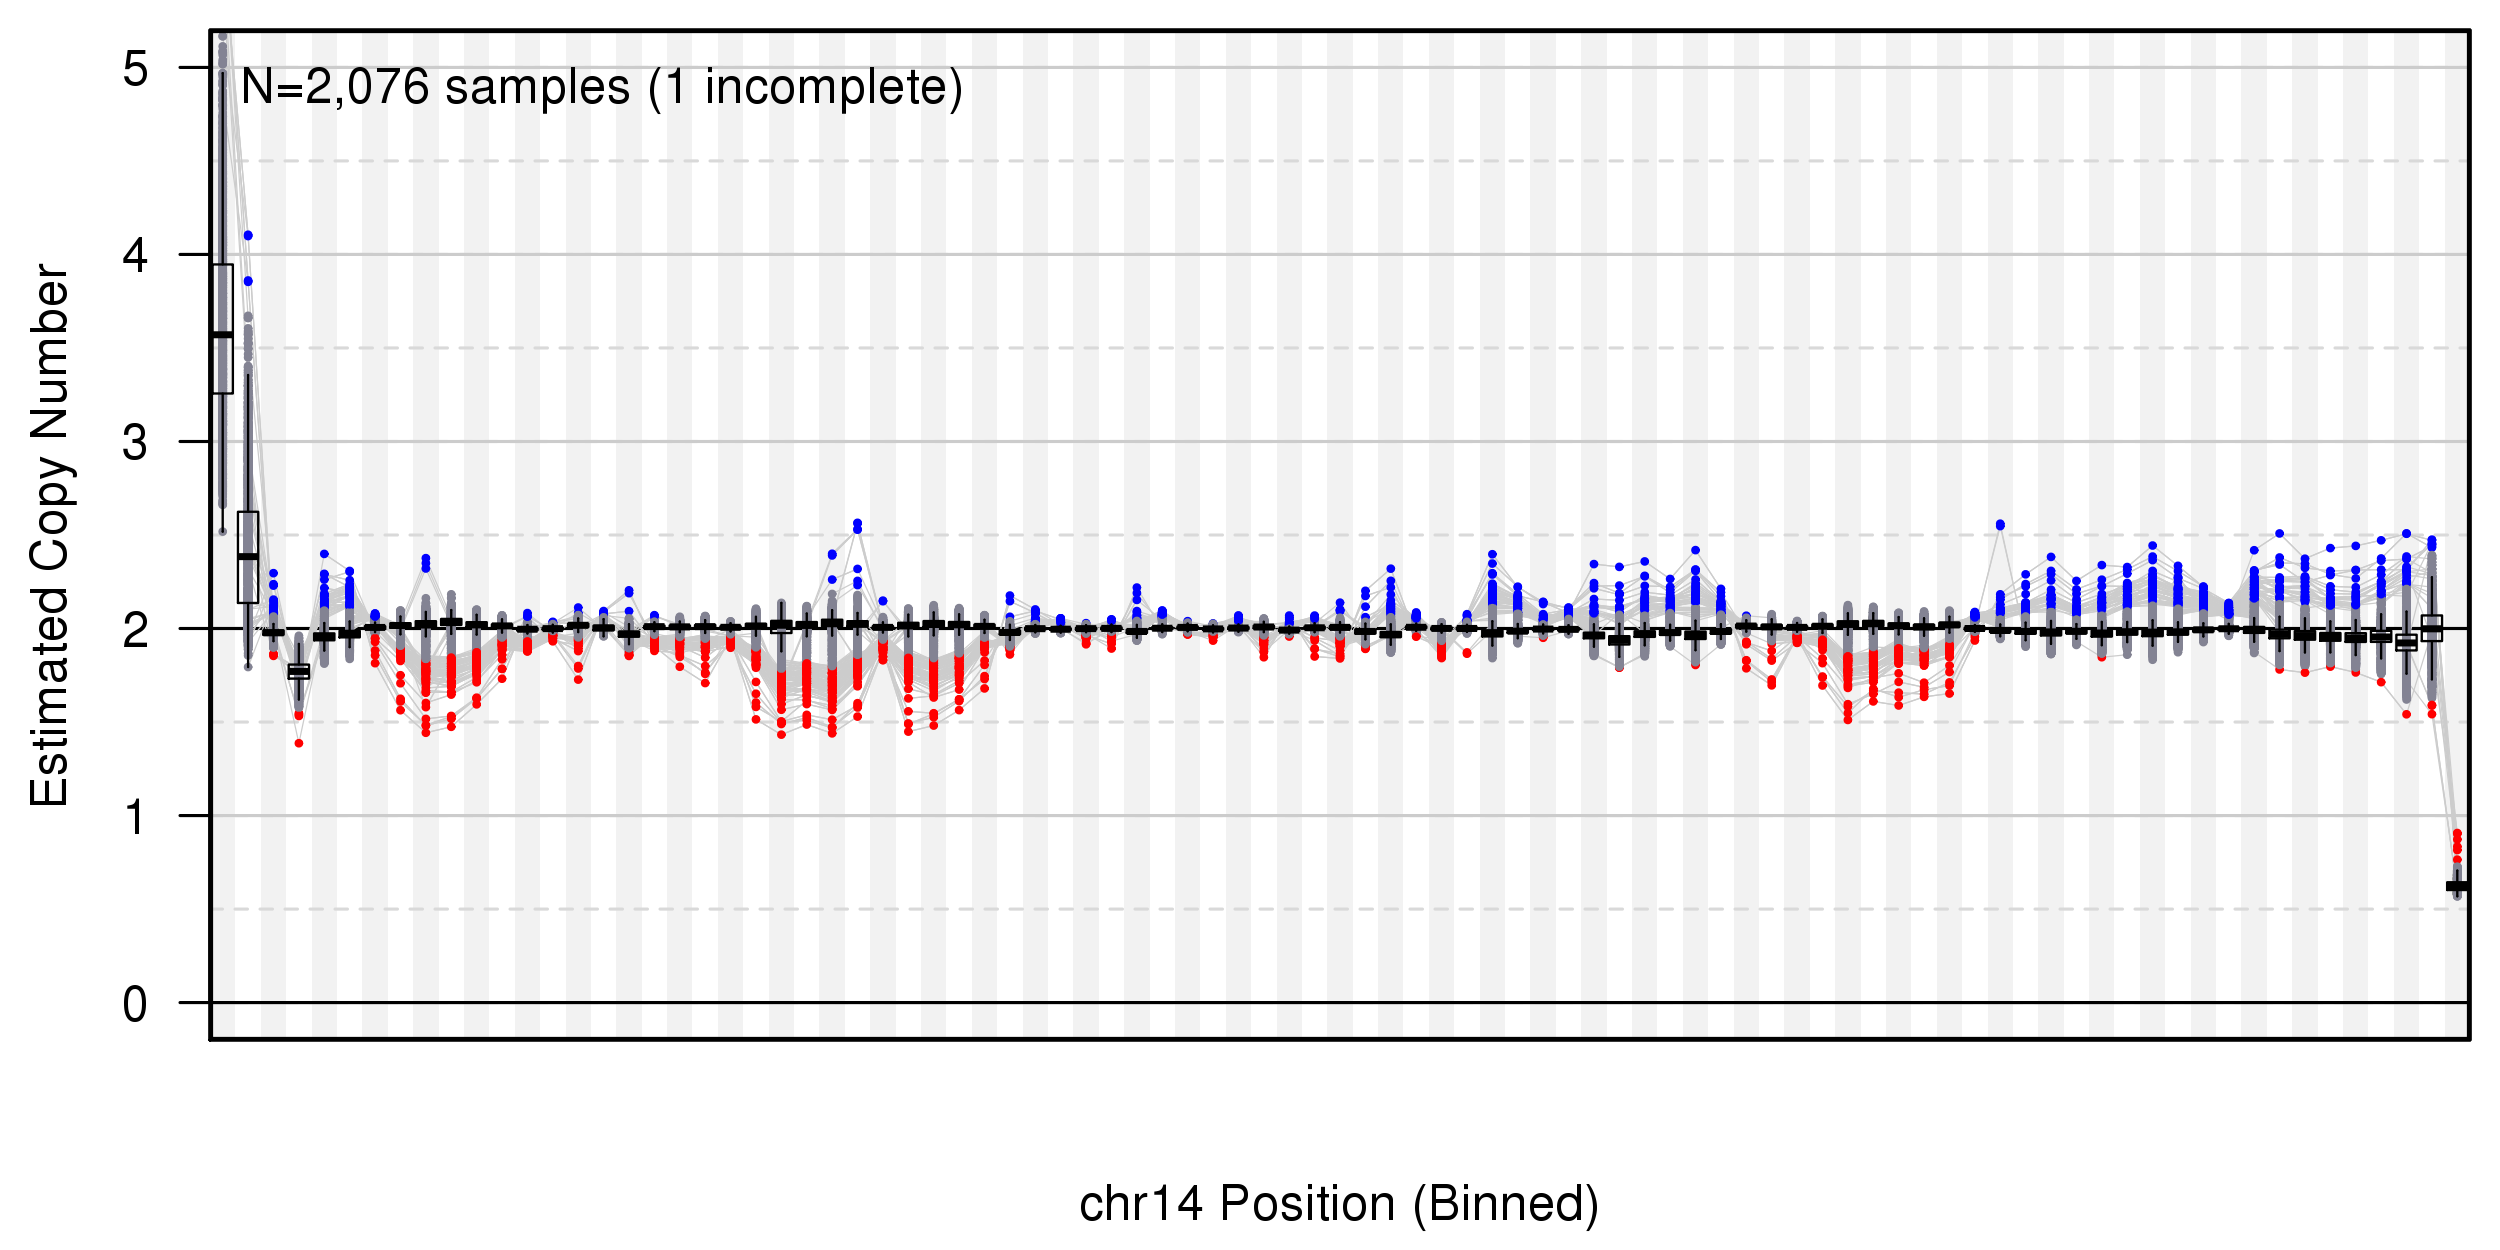 N=2,076 samples (1 incomplete)
5
4
3
2
1
0
Estimated Copy Number
chr14 Position (Binned)